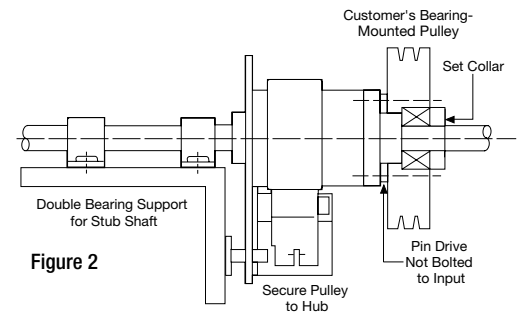 Customer's Bearing-
Mounted Pulley
Set Collar
Double Bearing Support
for Stub Shaft
Figure 2
Secure Pulley
to Hub
Pin Drive
Not Bolted
to Input